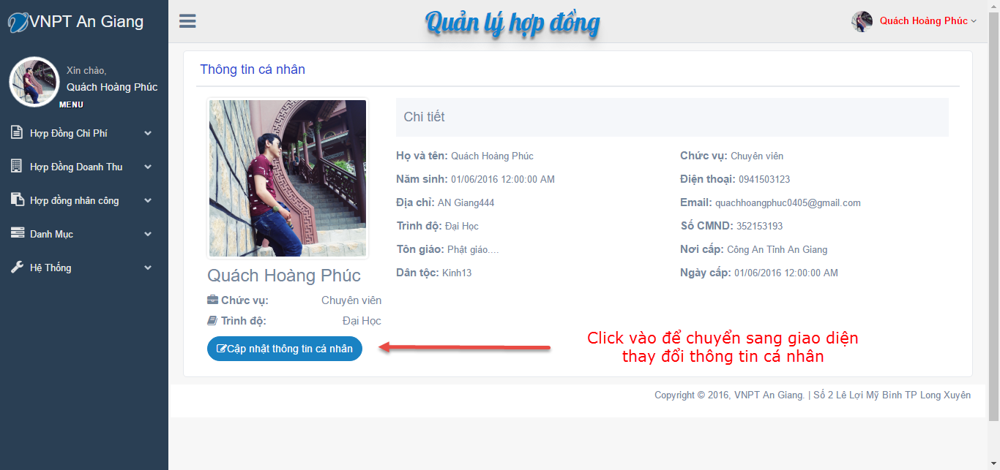 VNPT An Giang
Quản lý hợp đồng
Quách Hoàng Phúc
Xin chào,
Quách Hoàng Phúc
MENU
Hợp Đồng Chi Phí
Hợp Đồng Doanh Thu
Hợp đồng nhân công
Danh Mục
Hệ Thống
Thông tin cá nhân
Quách Hoàng Phúc
Chức vụ: Chuyên viên
Trình độ: Đại Học
Cập nhật thông tin cá nhân
Chi tiết
Họ và tên: Quách Hoàng Phúc
Năm sinh: 01/06/2016 12:00:00 AM
Địa chỉ: AN Giang444
Trình độ: Đại Học
Tôn giáo: Phật giáo....
Dân tộc: Kinh13
Chức vụ: Chuyên viên
Điện thoại: 0941503123
Email: quachhoangphuc0405@gmail.com
Số CMND: 352153193
Nơi cấp: Công An Tỉnh An Giang
Ngày cấp: 01/06/2016 12:00:00 AM
Click vào để chuyển sang giao diện
thay đổi thông tin cá nhân
Copyright © 2016, VNPT An Giang. | Số 2 Lê Lợi Mỹ Bình TP Long Xuyên